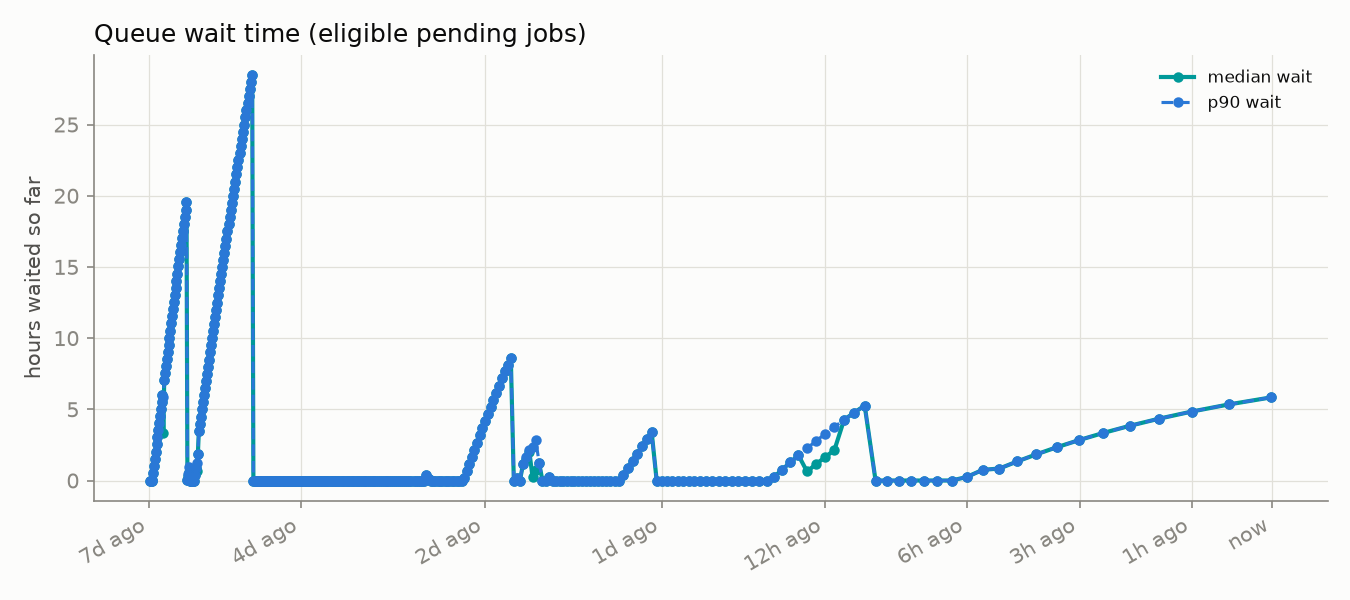 Queue wait time (eligible pending jobs)
median wait
p90 wait
hours waited so far
25
20
15
10
5
0
7d ago
4d ago
2d ago
1d ago
12h ago
6h ago
3h ago
1h ago
now